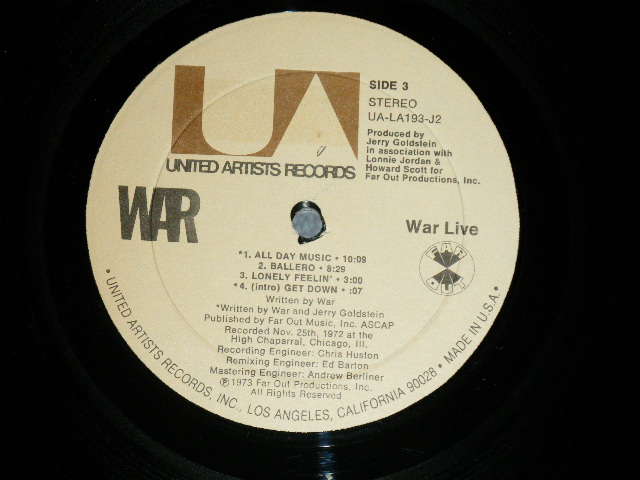 UA
UNITED ARTISTS RECORDS
SIDE 3
STEREO
UA-LA193-J2
Produced by
Jerry Goldstein
in association with
Lonnie Jordan &
Howard Scott for
Far Out Productions, Inc.
WAR
War Live
FAR
OUT
*1. ALL DAY MUSIC • 10:09
2. BALLERO • 8:29
3. LONELY FEELIN' • 3:00
*4. (intro) GET DOWN • :07
Written by War
*Written by War and Jerry Goldstein
Published by Far Out Music, Inc. ASCAP
Recorded Nov. 25th, 1972 at the
High Chaparral, Chicago, Ill.
Recording Engineer: Chris Huston
Remixing Engineer: Ed Barton
Mastering Engineer: Andrew Berliner
Ⓟ1973 Far Out Productions, Inc.
All Rights Reserved
• UNITED ARTISTS RECORDS, INC., LOS ANGELES, CALIFORNIA 90028 • MADE IN U.S.A. •